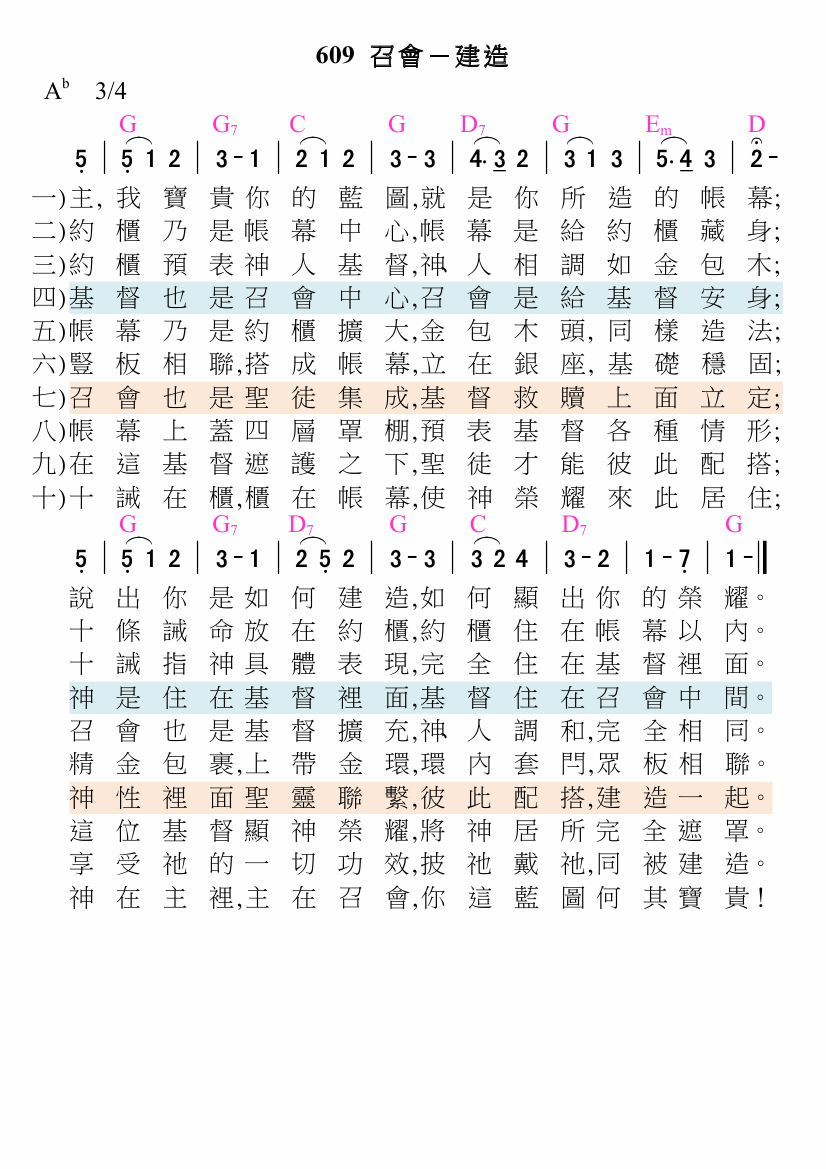 609 召會－建造
A♭ 3/4
G G7 C G D7 G Em D
5 | 5 1 2 | 3 - 1 | 2 1 2 | 3 - 3 | 4. 3 2 | 3 1 3 | 5. 4 3 | 2 -
一)主,我寶貴你的藍圖,就是你所造的帳幕;
二)約櫃乃是帳幕中心,帳幕是給約櫃藏身;
三)約櫃預表神人基督,神、人相調如金包木;
四)基督也是召會中心,召會是給基督安身;
五)帳幕乃是約櫃擴大,金包木頭,同樣造法;
六)豎板相聯,搭成帳幕,立在銀座,基礎穩固;
七)召會也是聖徒集成,基督救贖上面立定;
八)帳幕上蓋四層罩棚,預表基督各種情形;
九)在這基督遮護之下,聖徒才能彼此配搭;
十)十誡在櫃,櫃在帳幕,使神榮耀來此居住;
G G7 D7 G C D7 G
5 | 5 1 2 | 3 - 1 | 2 5 2 | 3 - 3 | 3 2 4 | 3 - 2 | 1 - 7 | 1 - ‖
說出你是如何建造,如何顯出你的榮耀。
十條誡命放在約櫃,約櫃住在帳幕以內。
十誡指神具體表現,完全住在基督裡面。
神是住在基督裡面,基督住在召會中間。
召會也是基督擴充,神、人調和,完全相同。
精金包裹,上帶金環,環內套閂,眾板相聯。
神性裡面聖靈聯繫,彼此配搭,建造一起。
這位基督顯神榮耀,將神居所完全遮罩。
享受祂的一切功效,披祂戴祂,同被建造。
神在主裡,主在召會,你這藍圖何其寶貴!